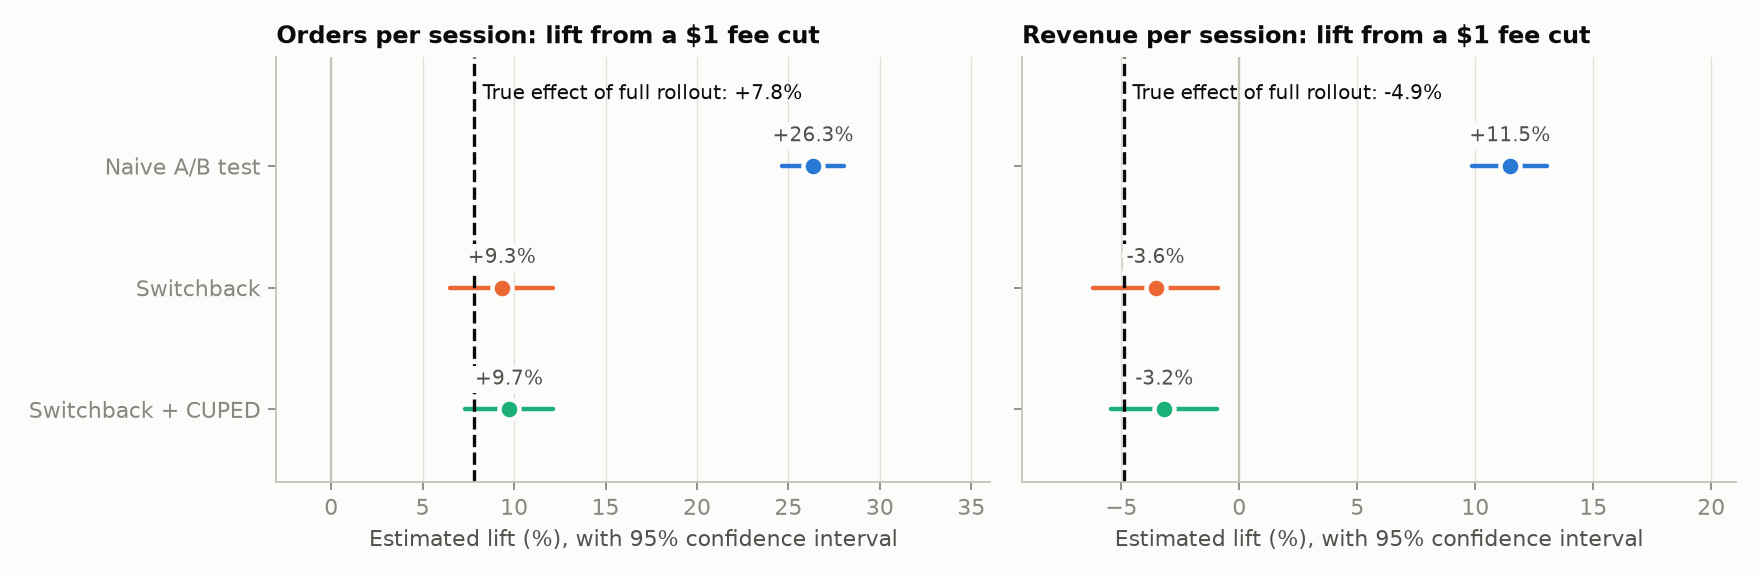 Orders per session: lift from a $1 fee cut
True effect of full rollout: +7.8%
+26.3%
Naive A/B test
+9.3%
Switchback
+9.7%
Switchback + CUPED
0 5 10 15 20 25 30 35
Estimated lift (%), with 95% confidence interval
Revenue per session: lift from a $1 fee cut
True effect of full rollout: -4.9%
+11.5%
-3.6%
-3.2%
−5 0 5 10 15 20
Estimated lift (%), with 95% confidence interval